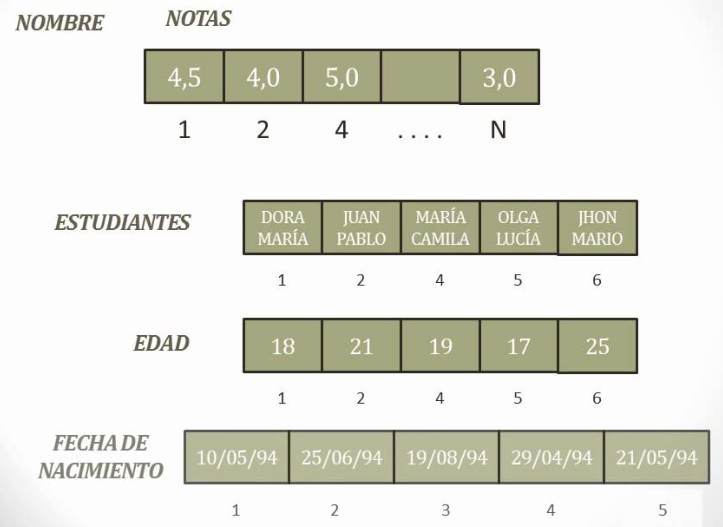 NOMBRE NOTAS
4,5 4,0 5,0 3,0
1 2 4 .... N
ESTUDIANTES
DORA MARÍA JUAN PABLO MARÍA CAMILA OLGA LUCÍA JHON MARIO
1 2 4 5 6
EDAD 18 21 19 17 25
1 2 4 5 6
FECHA DE
NACIMIENTO
10/05/94 25/06/94 19/08/94 29/04/94 21/05/94
1 2 3 4 5